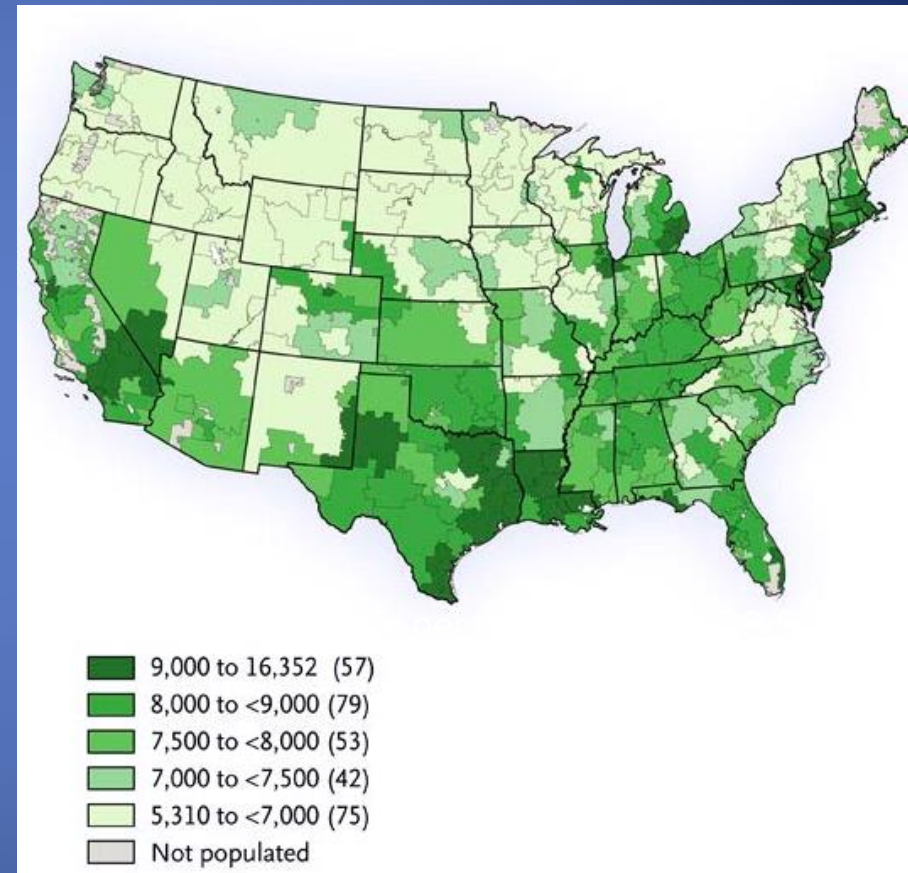 9,000 to 16,352 (57)
8,000 to <9,000 (79)
7,500 to <8,000 (53)
7,000 to <7,500 (42)
5,310 to <7,000 (75)
Not populated